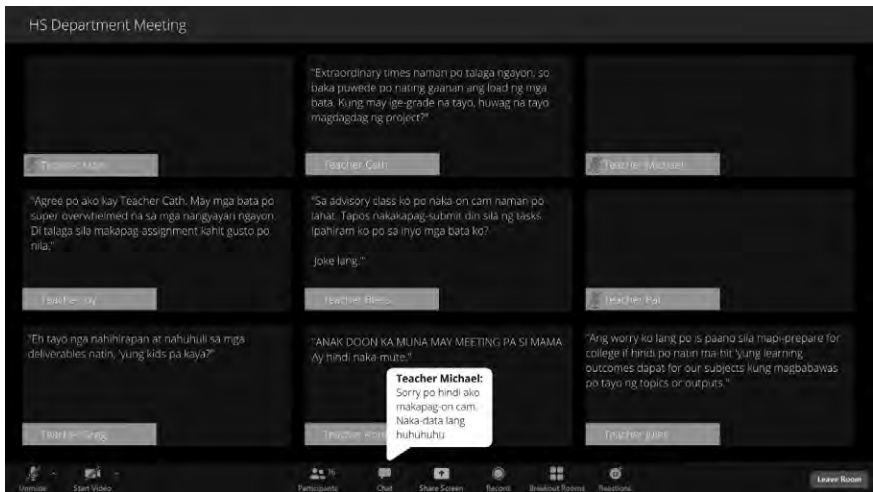 HS Department Meeting
"Extraordinary times naman po talaga ngayon, so
baka puwede po nating gaanan ang load ng mga
bata. Kung may ige-grade na tayo, huwag na tayo
magdagdag ng project?"
Teacher Cath
Teacher Michael
"Agree po ako kay Teacher Cath. May mga bata po
super overwhelmed na sa mga nangyayari ngayon.
Di talaga sila makapag-assignment kahit gusto po
nila."
Teacher
"Sa advisory class ko po naka-on cam naman po
lahat. Tapos nakakapag-submit din sila ng tasks.
Ipahiram ko po sa inyo mga bata ko?
Joke lang."
Teacher
Teacher Pat
"Eh tayo nga nahihirapan at nahuhuli sa mga
deliverables natin, 'yung kids pa kaya?"
Teacher Greg
"ANAK DOON KA MUNA MAY MEETING PA SI MAMA
Ay hindi naka-mute."
Teacher
"Ang worry ko lang po is paano sila mapi-prepare for
college if hindi po natin ma-hit 'yung learning
outcomes dapat for our subjects kung magbabawas
po tayo ng topics or outputs."
Teacher Jules
Teacher Michael:
Sorry po hindi ako
makapag-on cam.
Naka-data lang
huhuhuhu
Unmute
Start Video
Participants
16
Chat
Share Screen
Record
Breakout Rooms
Reactions
Leave Room